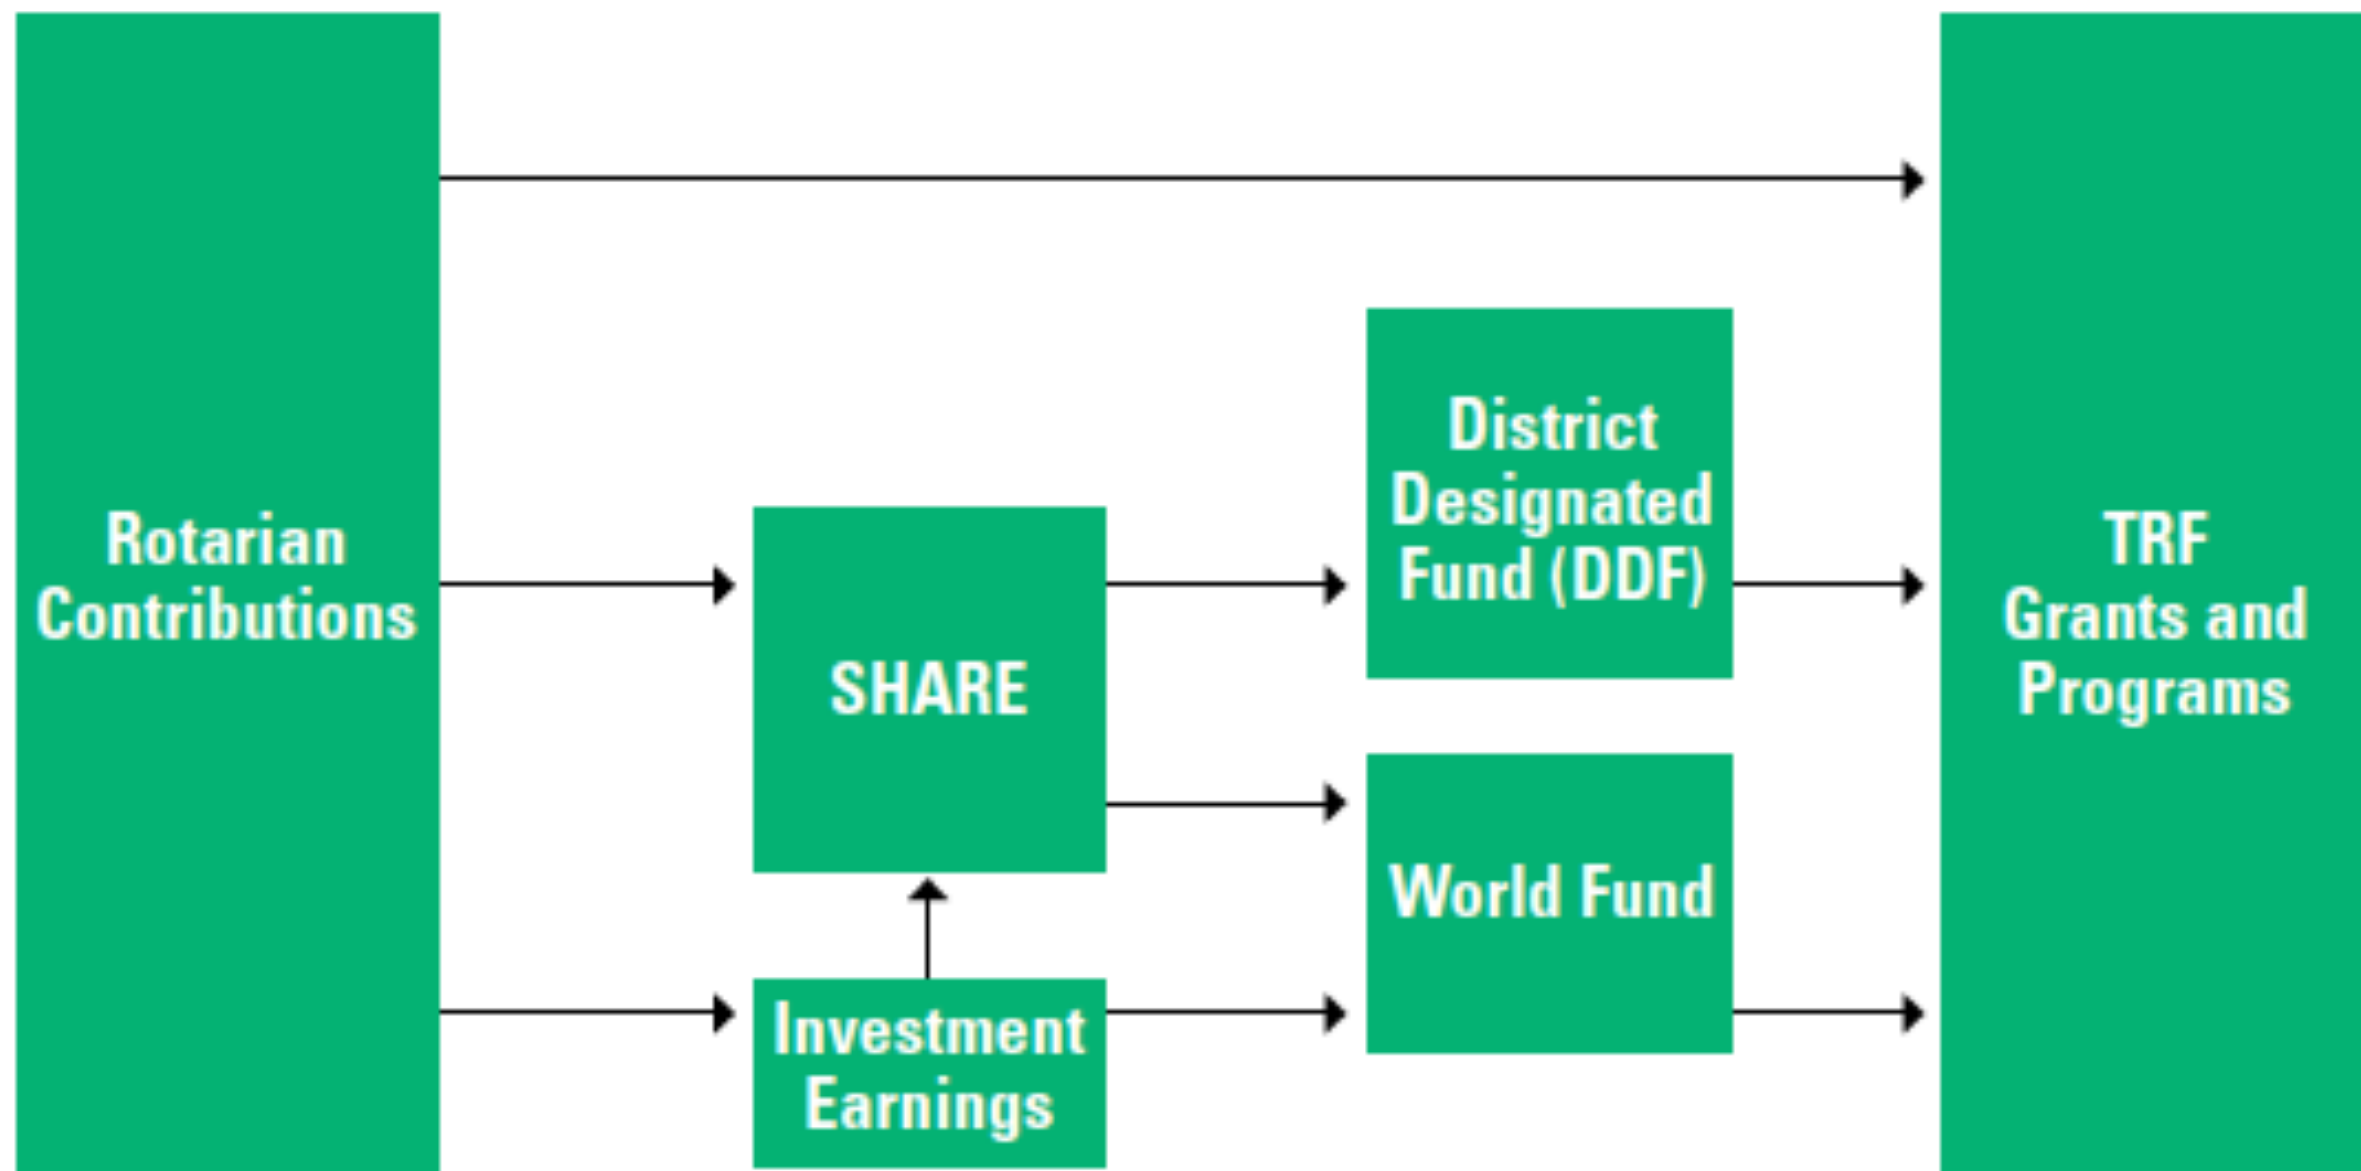 Rotarian
Contributions
SHARE
Investment
Earnings
District
Designated
Fund (DDF)
World Fund
TRF
Grants and
Programs